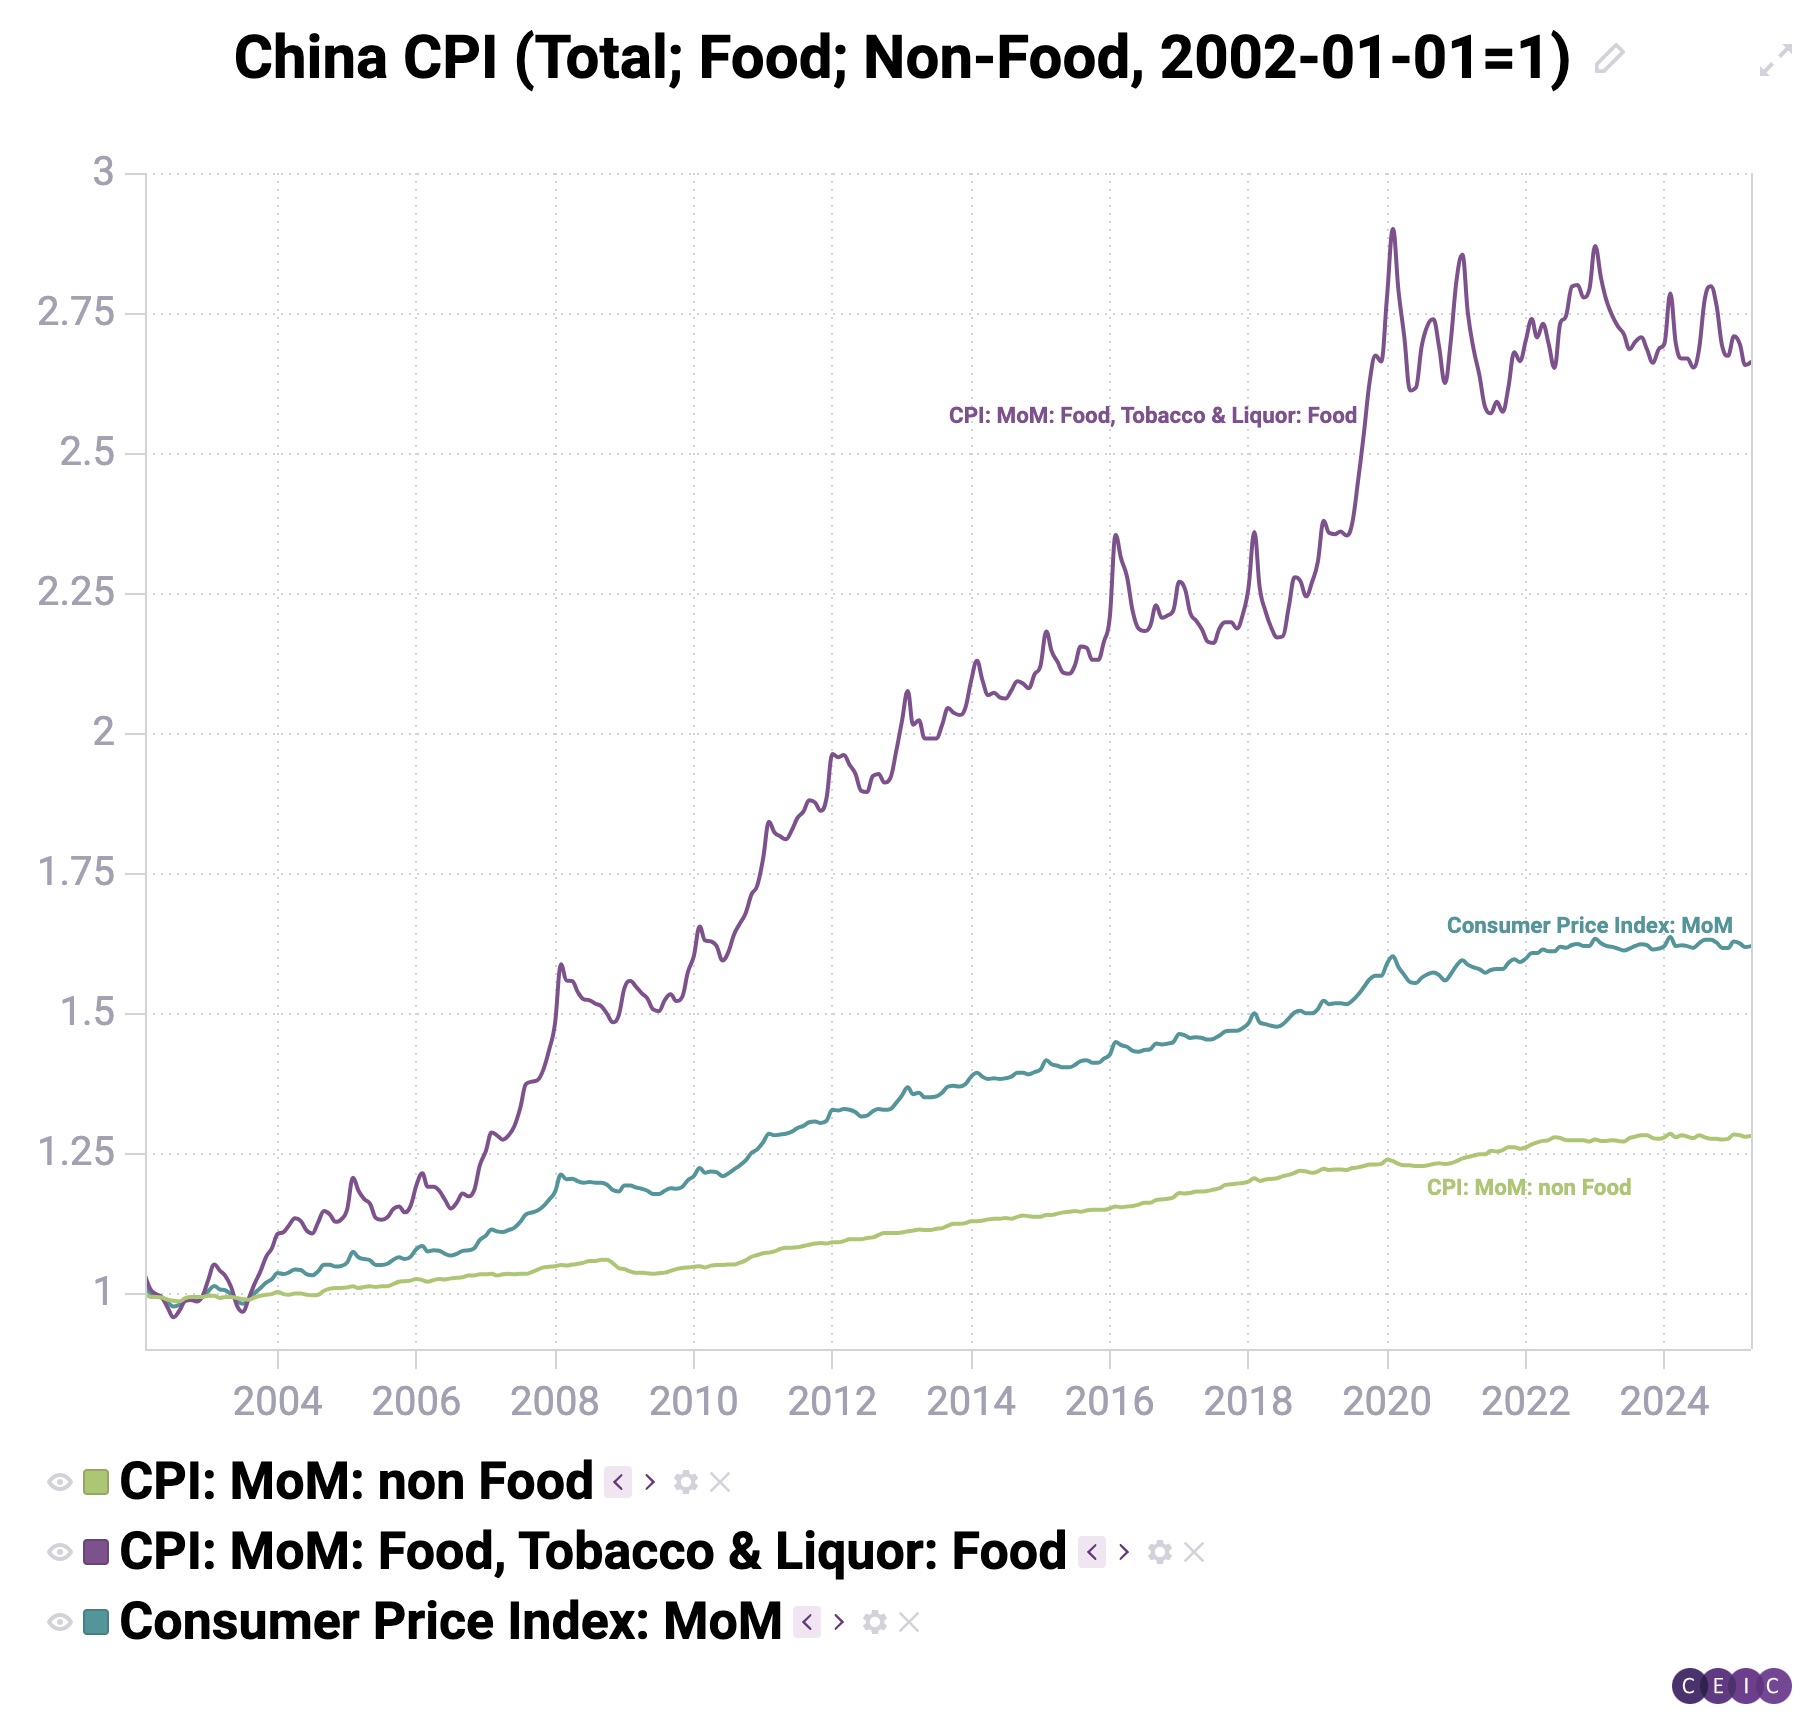 China CPI (Total; Food; Non-Food, 2002-01-01=1)
3
2.75
2.5
2.25
2
1.75
1.5
1.25
1
CPI: MoM: Food, Tobacco & Liquor: Food
Consumer Price Index: MoM
CPI: MoM: non Food
2004 2006 2008 2010 2012 2014 2016 2018 2020 2022 2024
CPI: MoM: non Food
CPI: MoM: Food, Tobacco & Liquor: Food
Consumer Price Index: MoM
CEIC